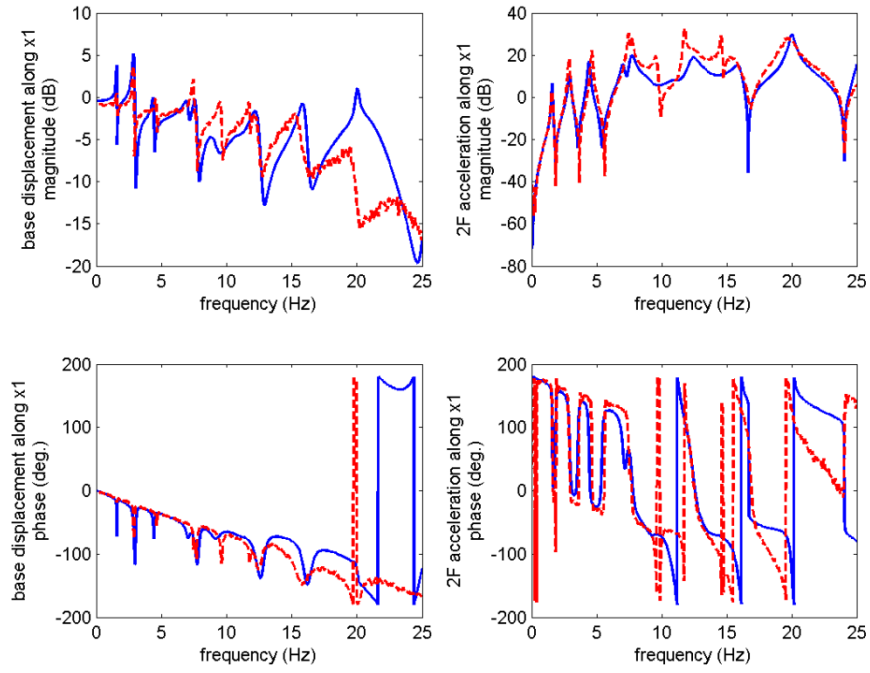 base displacement along x1
magnitude (dB)
10
5
0
-5
-10
-15
-20
0 5 10 15 20 25
frequency (Hz)
2F acceleration along x1
magnitude (dB)
40
20
0
-20
-40
-60
-80
0 5 10 15 20 25
frequency (Hz)
base displacement along x1
phase (deg.)
200
100
0
-100
-200
0 5 10 15 20 25
frequency (Hz)
2F acceleration along x1
phase (deg.)
200
100
0
-100
-200
0 5 10 15 20 25
frequency (Hz)